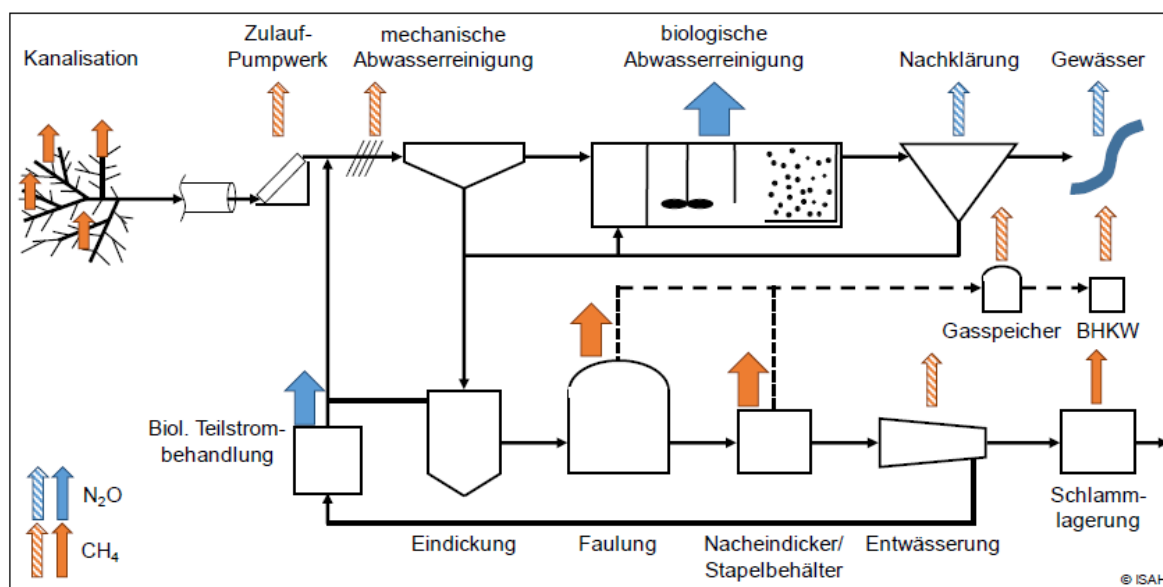 Kanalisation
Zulauf-
Pumpwerk
mechanische
Abwasserreinigung
biologische
Abwasserreinigung
Nachklärung
Gewässer
Gasspeicher
BHKW
Biol. Teilstrom-
behandlung
N₂O
CH₄
Eindickung
Faulung
Nacheindicker/
Stapelbehälter
Entwässerung
Schlamm-
lagerung
© ISAH